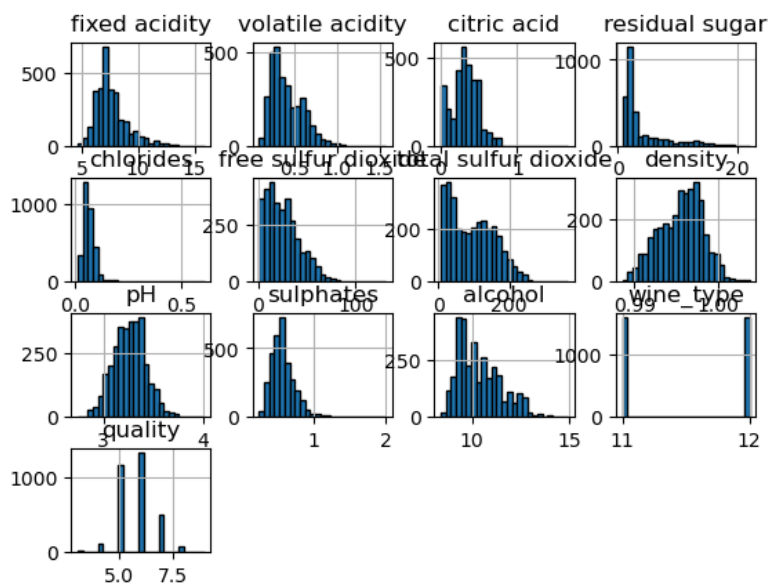 fixed acidity volatile acidity citric acid residual sugar
500 500 500 1000
0 0 0 0
5 10 15 0.5 1.0 1.5 0 1 0 20
chlorides free sulfur dioxide total sulfur dioxide density
1000 250 200 200
0 0 0 0
0.0 0.5 0 100 0 200 0.99 1.00
pH sulphates alcohol wine_type
250 500 250 1000
0 0 0 0
3 4 1 2 10 15 11 12
quality
1000
0
5.0 7.5